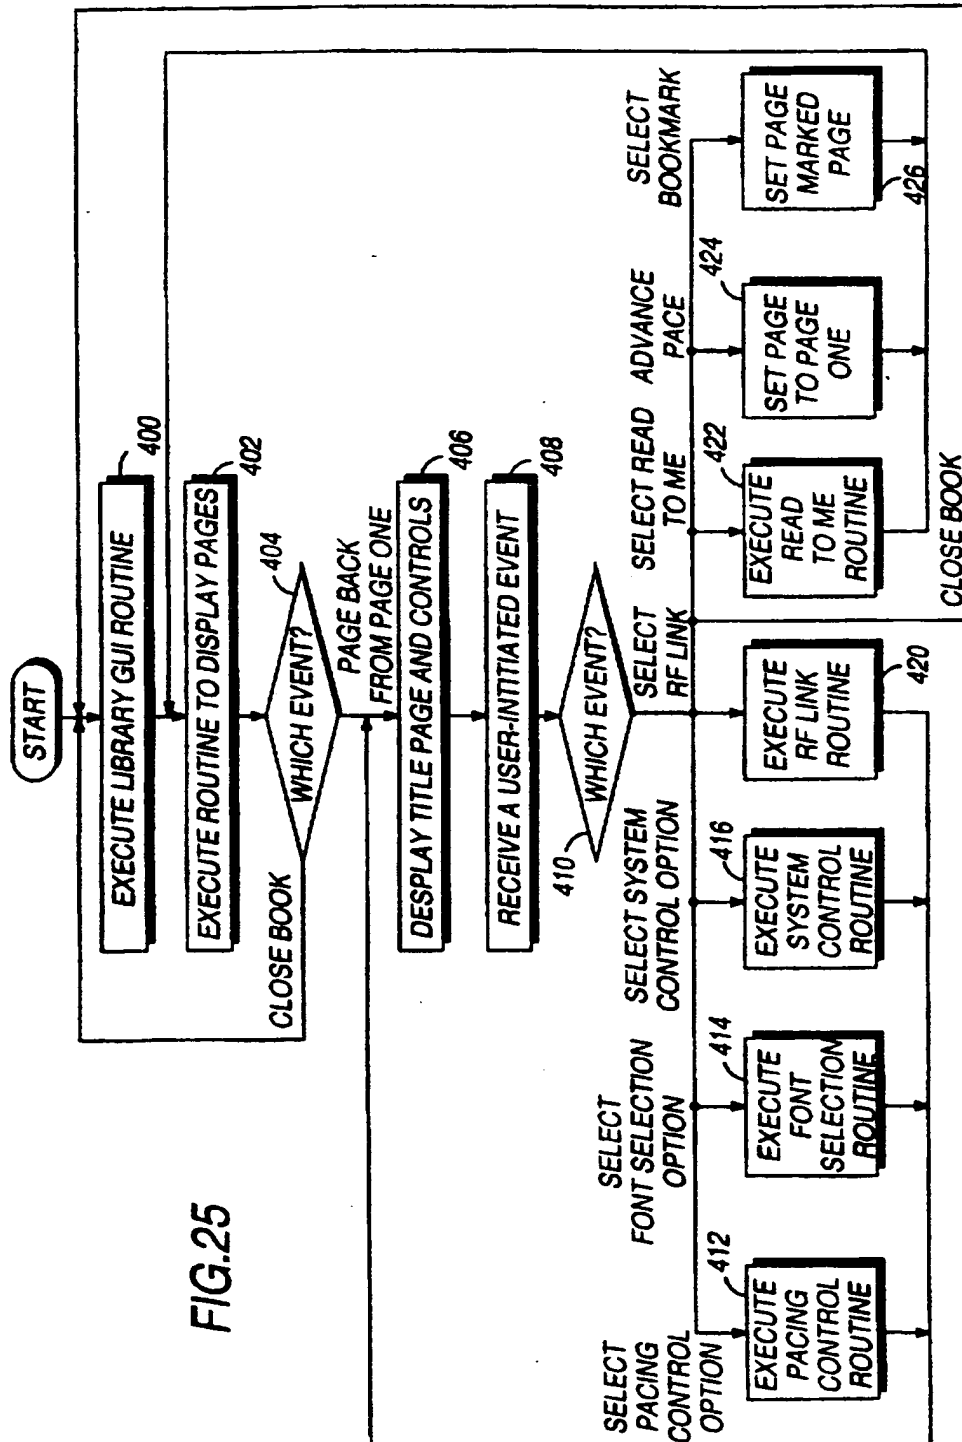 START
EXECUTE LIBRARY GUI ROUTINE
400
EXECUTE ROUTINE TO DISPLAY PAGES
402
WHICH EVENT?
404
CLOSE BOOK
PAGE BACK
FROM PAGE ONE
DESPLAY TITLE PAGE AND CONTROLS
406
RECEIVE A USER-INTITIATED EVENT
408
WHICH EVENT?
410
SELECT
PACING
CONTROL
OPTION
SELECT
FONT SELECTION
OPTION
SELECT SYSTEM
CONTROL OPTION
SELECT
RF LINK
SELECT READ
TO ME
ADVANCE
PACE
SELECT
BOOKMARK
EXECUTE
PACING
CONTROL
ROUTINE
412
EXECUTE
FONT
SELECTION
ROUTINE
414
EXECUTE
SYSTEM
CONTROL
ROUTINE
416
EXECUTE
RF LINK
ROUTINE
420
EXECUTE
READ
TO ME
ROUTINE
422
SET PAGE
TO PAGE
ONE
424
SET PAGE
MARKED
PAGE
426
CLOSE BOOK
FIG.25